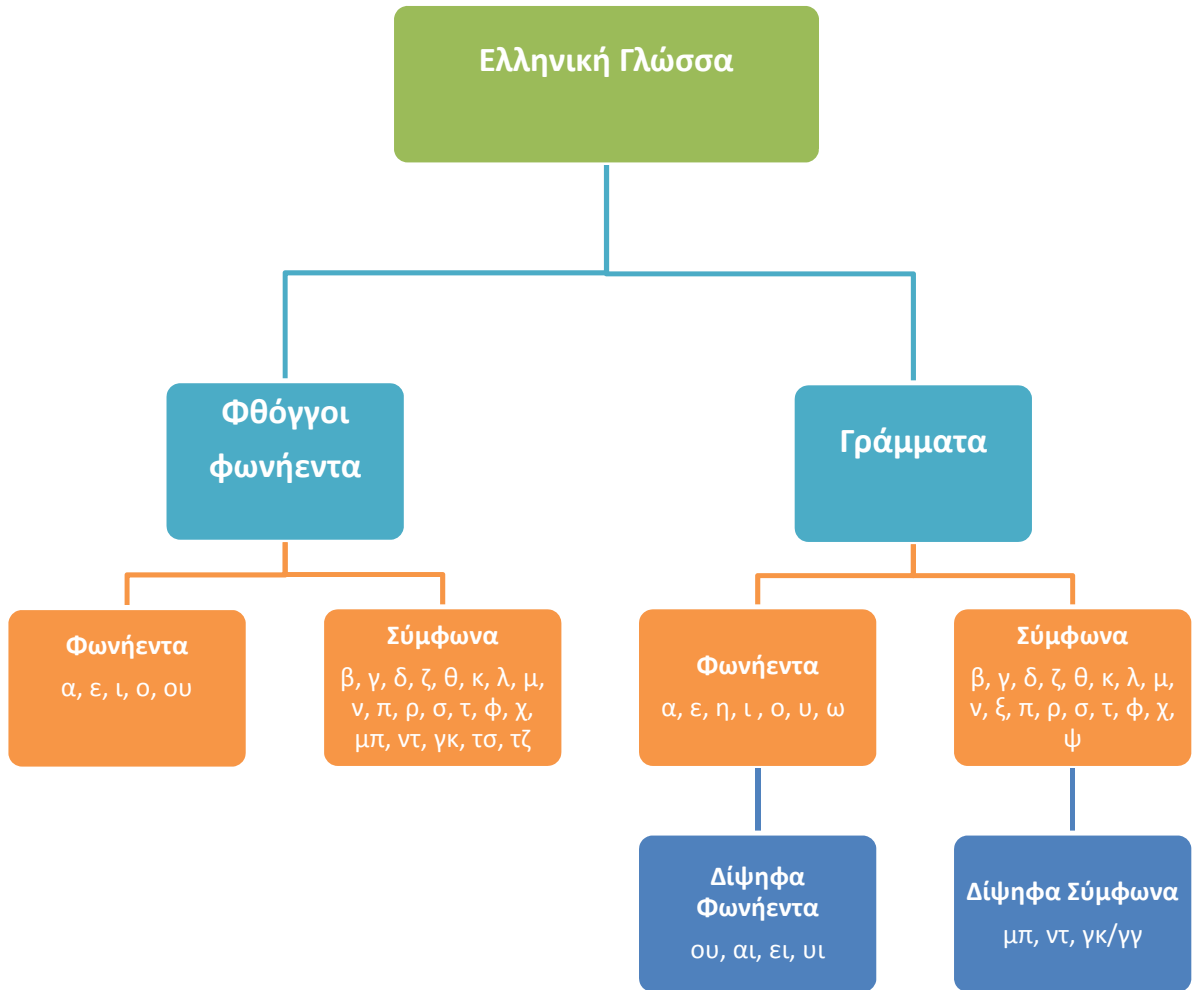 Ελληνική Γλώσσα
Φθόγγοι
φωνήεντα
Γράμματα
Φωνήεντα
α, ε, ι, ο, ου
Σύμφωνα
β, γ, δ, ζ, θ, κ, λ, μ,
ν, π, ρ, σ, τ, φ, χ,
μπ, ντ, γκ, τσ, τζ
Φωνήεντα
α, ε, η, ι , ο, υ, ω
Σύμφωνα
β, γ, δ, ζ, θ, κ, λ, μ,
ν, ξ, π, ρ, σ, τ, φ, χ,
ψ
Δίψηφα
Φωνήεντα
ου, αι, ει, υι
Δίψηφα Σύμφωνα
μπ, ντ, γκ/γγ